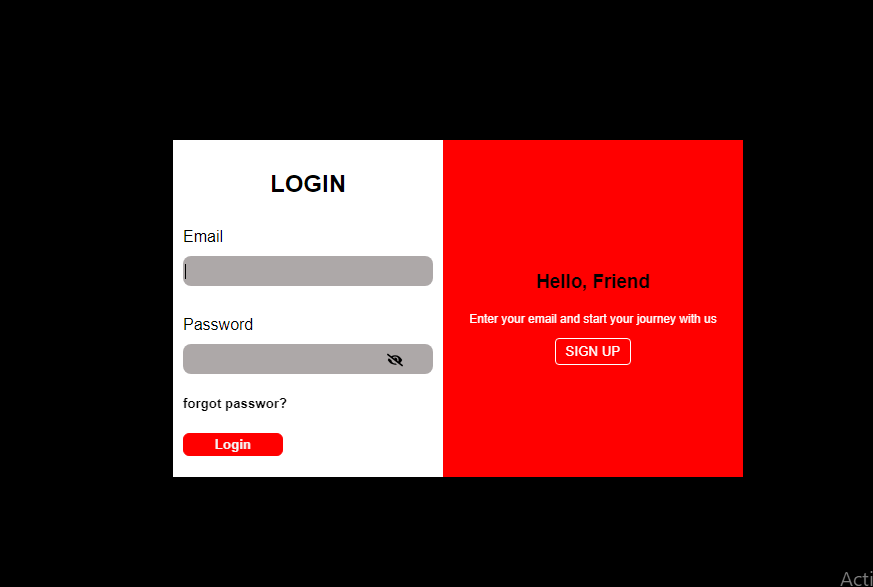 LOGIN
Email
Password
forgot passwor?
Login
Hello, Friend
Enter your email and start your journey with us
SIGN UP
Acti